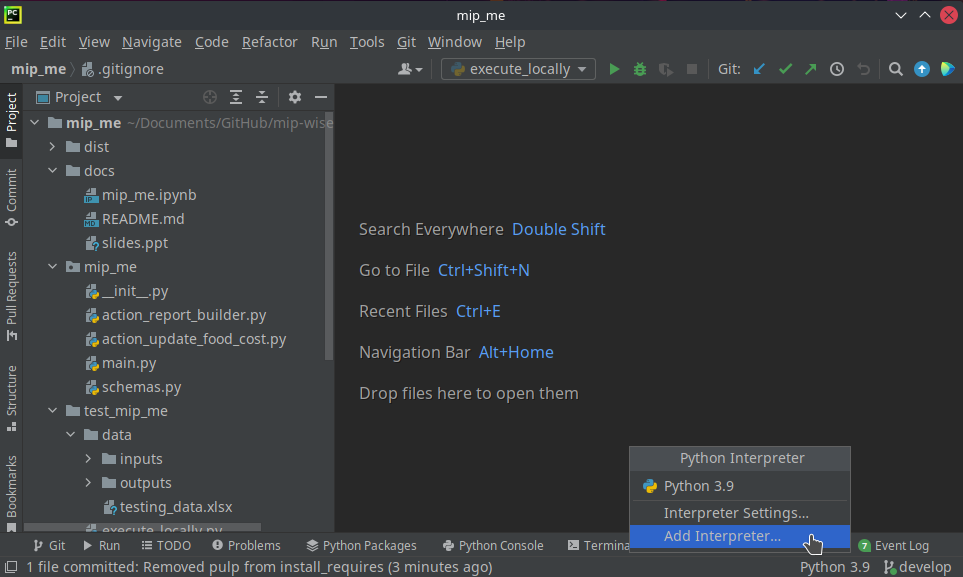 PC
mip_me
File Edit View Navigate Code Refactor Run Tools Git Window Help
mip_me .gitignore execute_locally Git:
Project
Project
mip_me ~/Documents/GitHub/mip-wise
dist
docs
Commit
IP mip_me.ipynb
MD README.md
slides.ppt
Search Everywhere Double Shift
mip_me
Go to File Ctrl+Shift+N
Pull Requests
__init__.py
action_report_builder.py
Recent Files Ctrl+E
action_update_food_cost.py
Navigation Bar Alt+Home
main.py
schemas.py
Drop files here to open them
Structure
test_mip_me
data
inputs
Python Interpreter
Bookmarks
outputs
Python 3.9
testing_data.xlsx
Interpreter Settings...
execute_locally.py
Add Interpreter...
Git Run TODO Problems Python Packages Python Console Termina 7 Event Log
1 file committed: Removed pulp from install_requires (3 minutes ago) Python 3.9 develop